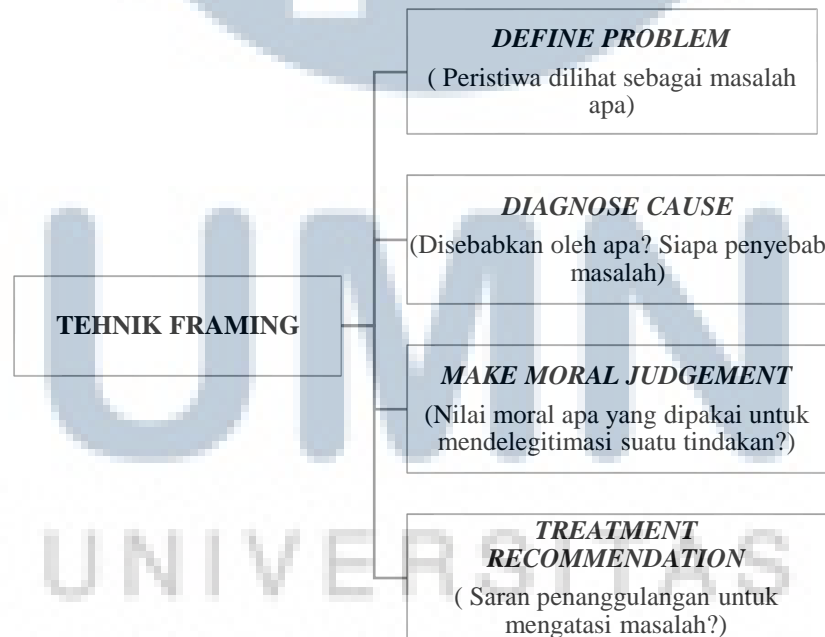 DEFINE PROBLEM
( Peristiwa dilihat sebagai masalah
apa)
DIAGNOSE CAUSE
(Disebabkan oleh apa? Siapa penyebab
masalah)
TEHNIK FRAMING
MAKE MORAL JUDGEMENT
(Nilai moral apa yang dipakai untuk
mendelegitimasi suatu tindakan?)
TREATMENT
RECOMMENDATION
( Saran penanggulangan untuk
mengatasi masalah?)
UMN
UNIVERSITAS